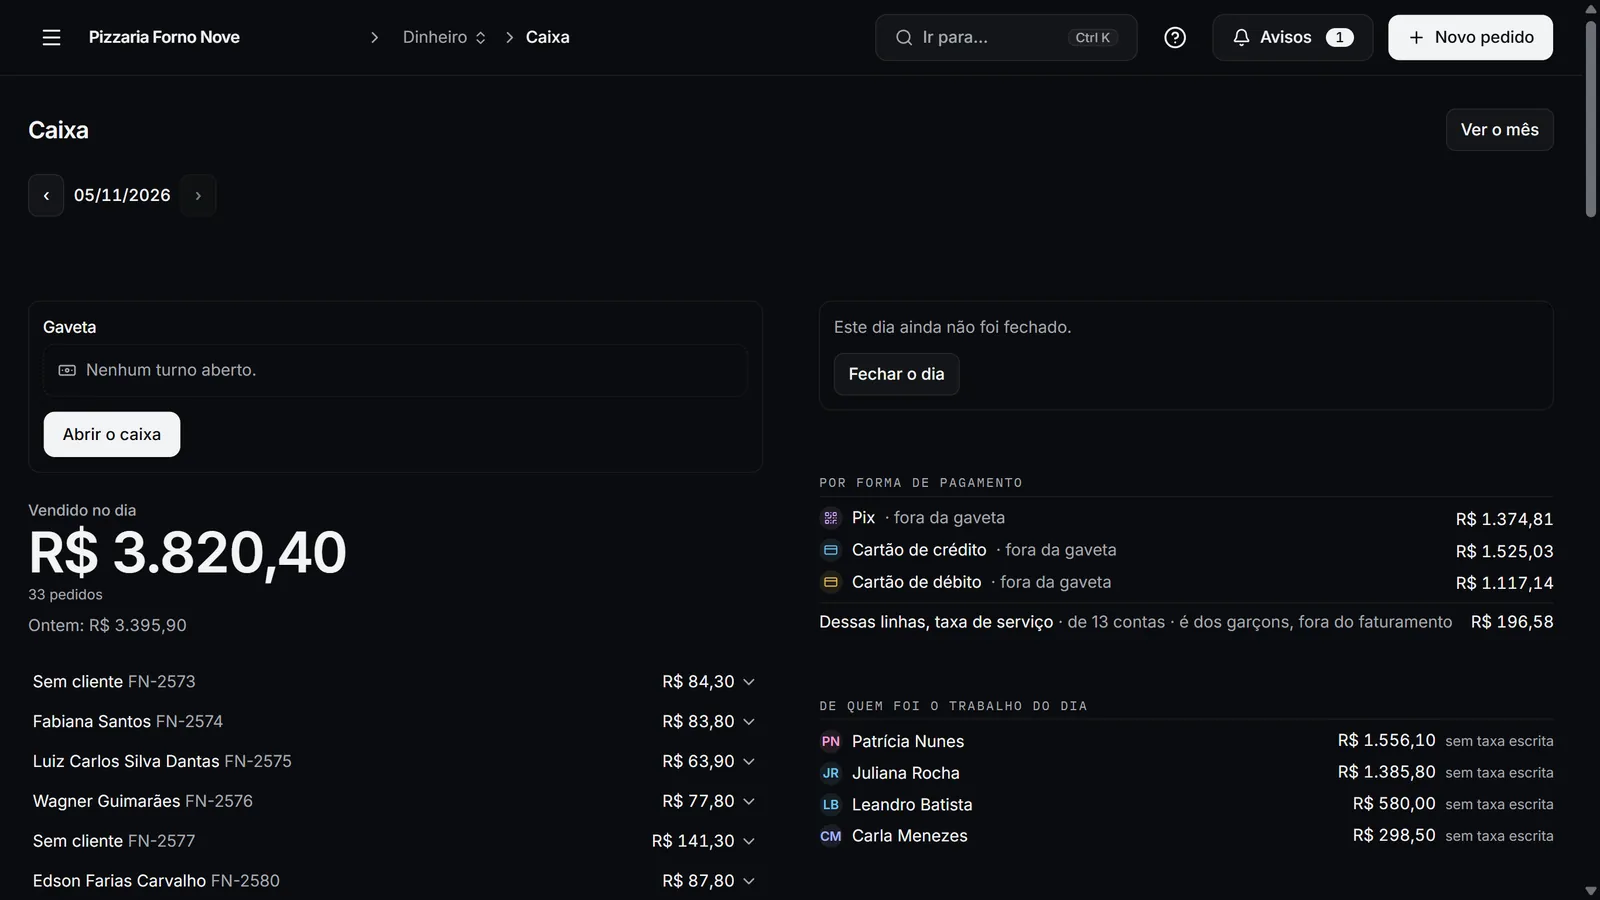 Pizzaria Forno Nove
Dinheiro
Caixa
Ir para...
Ctrl K
?
Avisos
1
+ Novo pedido
Caixa
Ver o mês
‹ 05/11/2026 ›
Gaveta
Nenhum turno aberto.
Abrir o caixa
Vendido no dia
R$ 3.820,40
33 pedidos
Ontem: R$ 3.395,90
Sem cliente FN-2573 R$ 84,30
Fabiana Santos FN-2574 R$ 83,80
Luiz Carlos Silva Dantas FN-2575 R$ 63,90
Wagner Guimarães FN-2576 R$ 77,80
Sem cliente FN-2577 R$ 141,30
Edson Farias Carvalho FN-2580 R$ 87,80
Este dia ainda não foi fechado.
Fechar o dia
POR FORMA DE PAGAMENTO
Pix · fora da gaveta R$ 1.374,81
Cartão de crédito · fora da gaveta R$ 1.525,03
Cartão de débito · fora da gaveta R$ 1.117,14
Dessas linhas, taxa de serviço · de 13 contas · é dos garçons, fora do faturamento R$ 196,58
DE QUEM FOI O TRABALHO DO DIA
PN Patrícia Nunes R$ 1.556,10 sem taxa escrita
JR Juliana Rocha R$ 1.385,80 sem taxa escrita
LB Leandro Batista R$ 580,00 sem taxa escrita
CM Carla Menezes R$ 298,50 sem taxa escrita